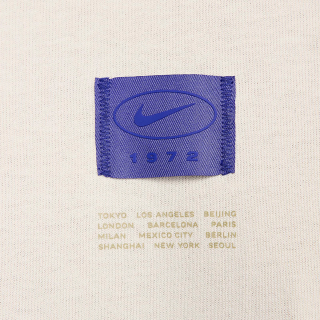 1972
TOKYO LOS ANGELES BEIJING
LONDON BARCELONA PARIS
MILAN MEXICO CITY BERLIN
SHANGHAI NEW YORK SEOUL